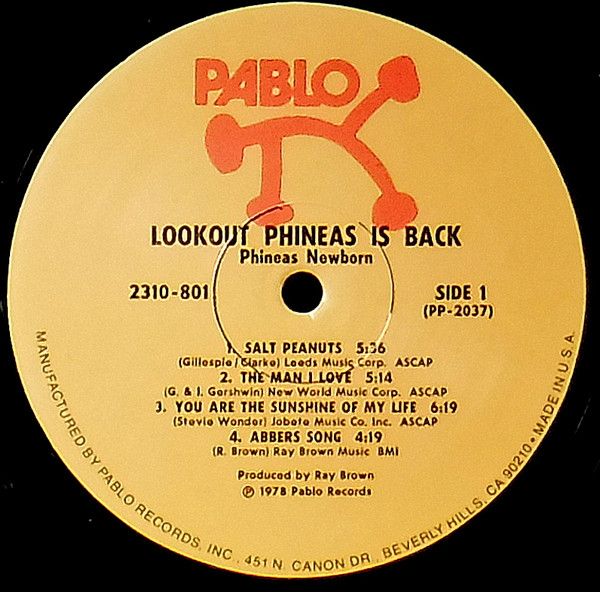 PABLO
LOOKOUT PHINEAS IS BACK
Phineas Newborn
2310-801
SIDE 1
(PP-2037)
1. SALT PEANUTS 5:36
(Gillespie/Clarke) Leeds Music Corp. ASCAP
2. THE MAN I LOVE 5:14
(G. & I. Gershwin) New World Music Corp. ASCAP
3. YOU ARE THE SUNSHINE OF MY LIFE 6:19
(Stevie Wonder) Jobete Music Co. Inc. ASCAP
4. ABBERS SONG 4:19
(R. Brown) Ray Brown Music BMI
Produced by Ray Brown
℗ 1978 Pablo Records
MANUFACTURED BY PABLO RECORDS, INC., 451 N. CANON DR., BEVERLY HILLS, CA 90210 • MADE IN U.S.A.